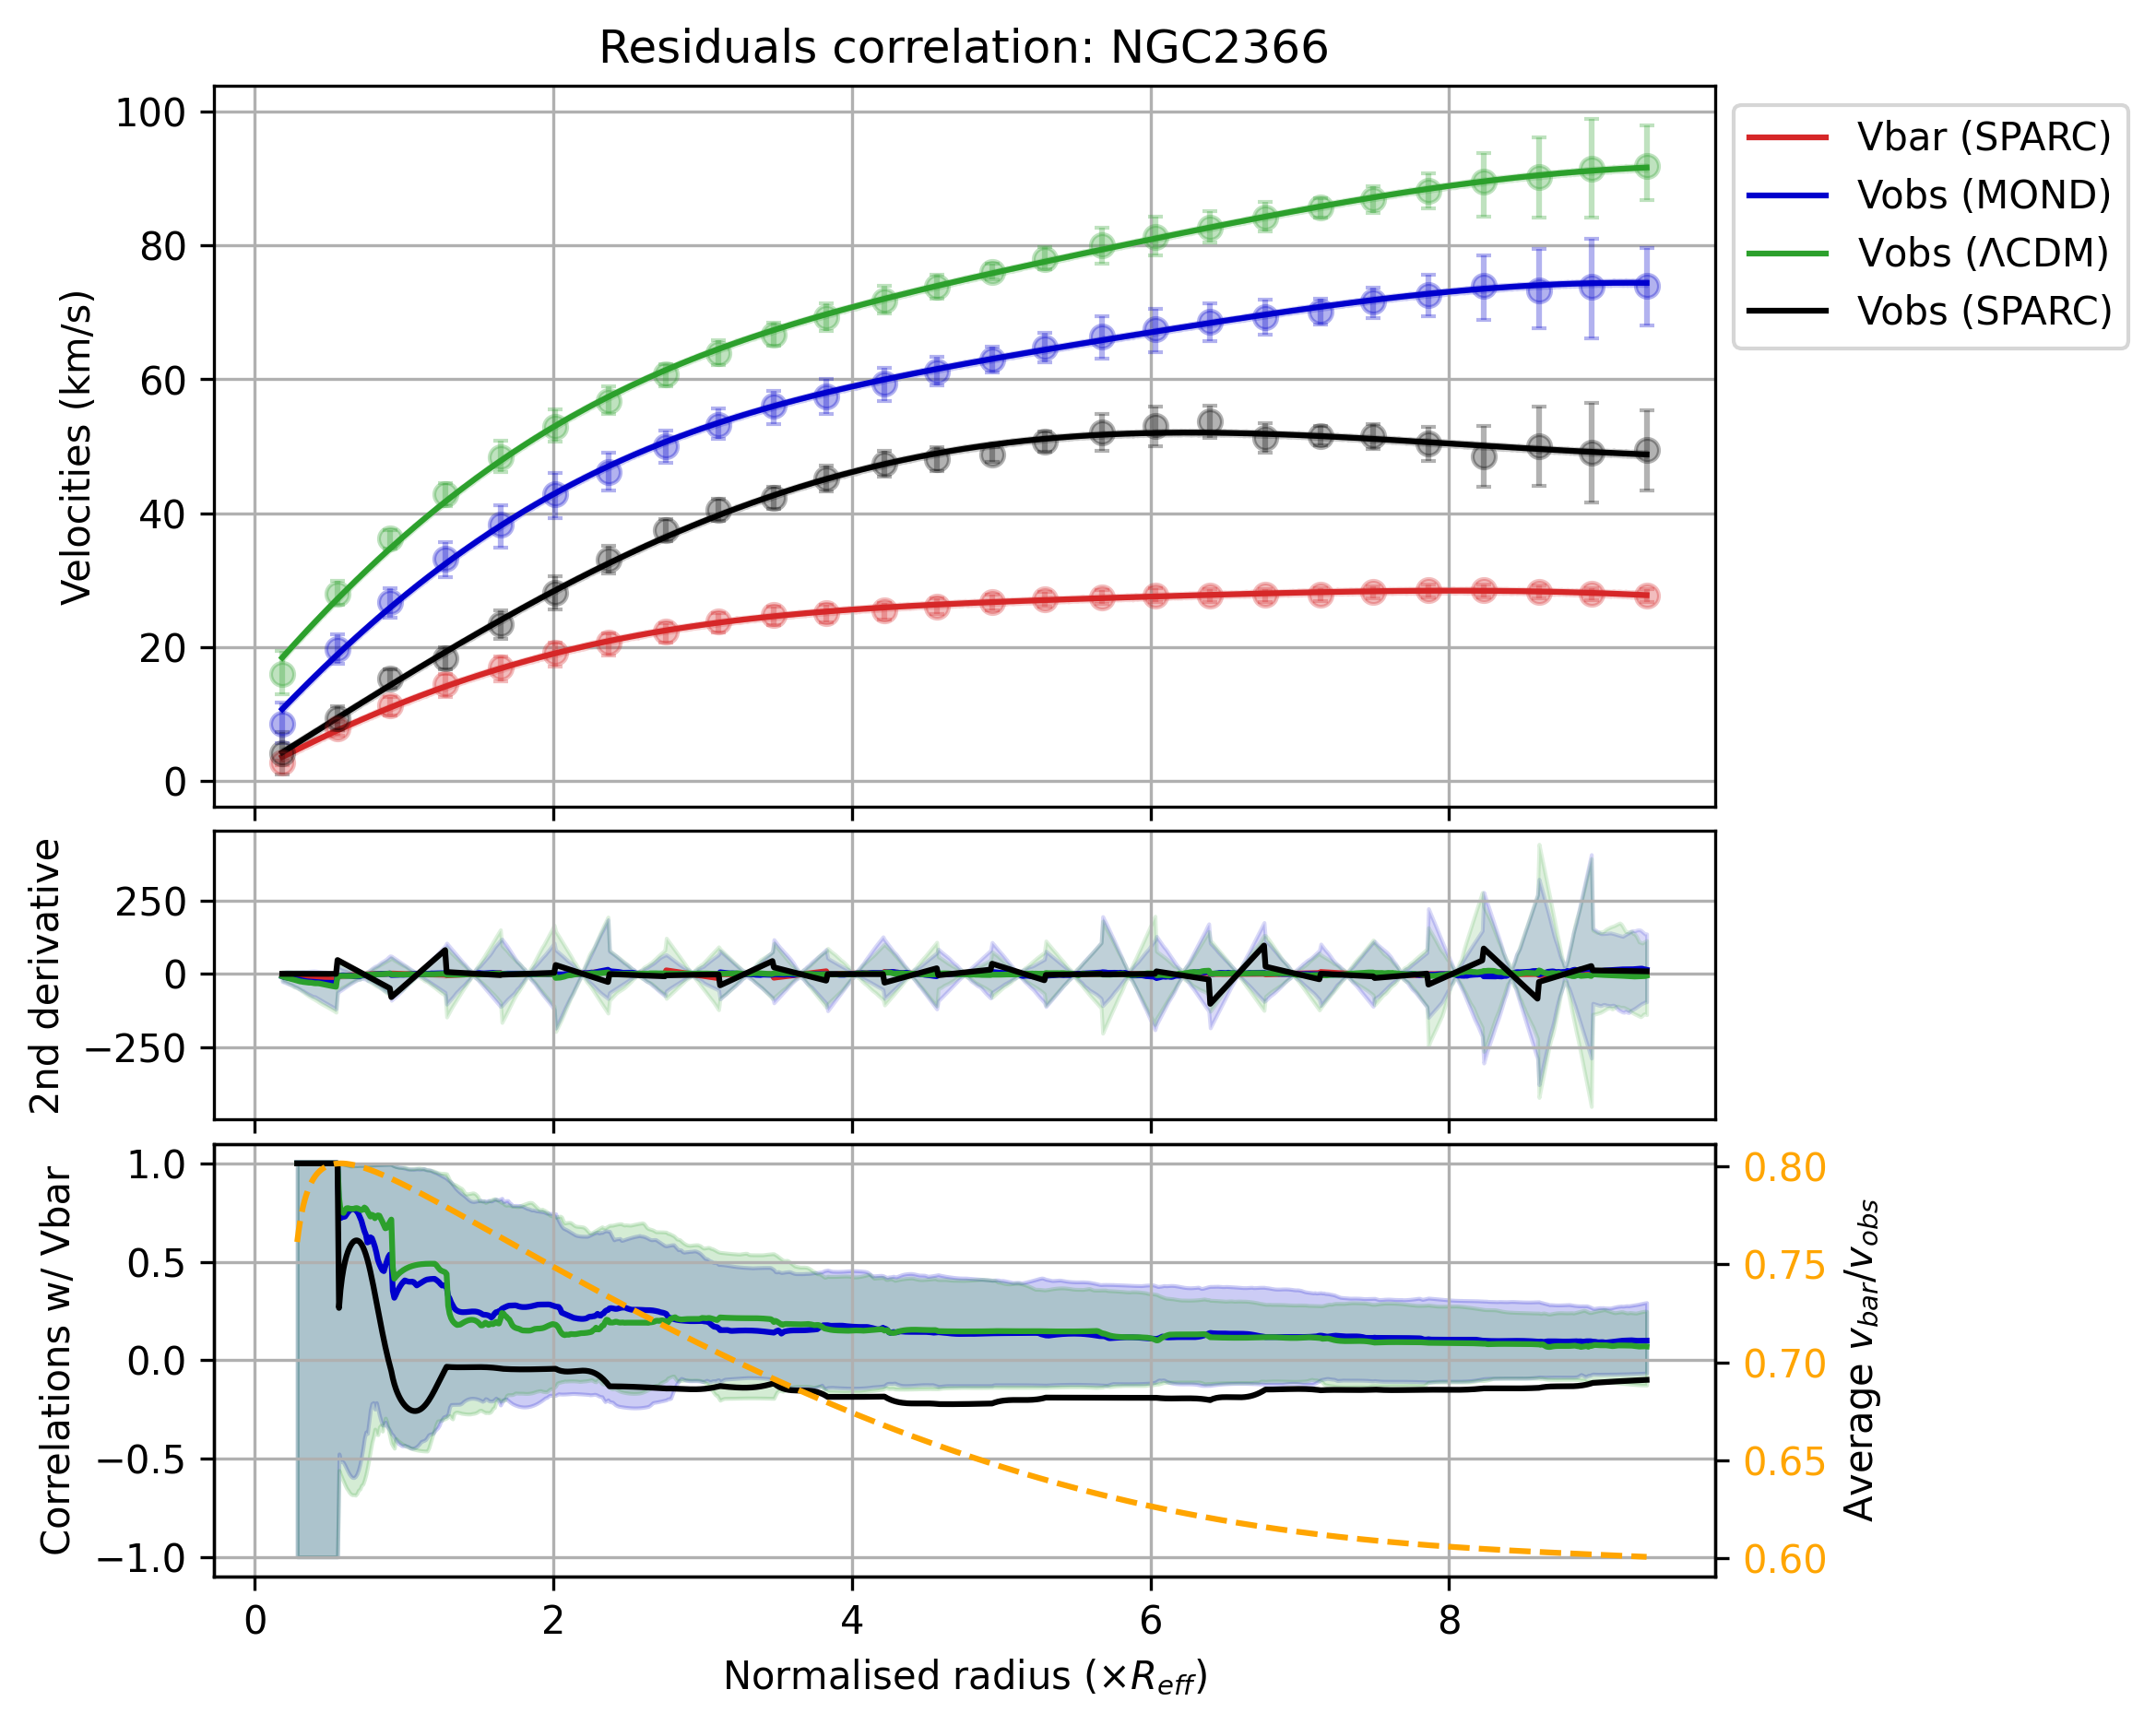 Residuals correlation: NGC2366
100
80
60
40
20
0
Velocities (km/s)
Vbar (SPARC)
Vobs (MOND)
Vobs (ΛCDM)
Vobs (SPARC)
250
0
−250
2nd derivative
1.0
0.5
0.0
−0.5
−1.0
Correlations w/ Vbar
0.80
0.75
0.70
0.65
0.60
Average v_bar/v_obs
0 2 4 6 8
Normalised radius (×R_eff)